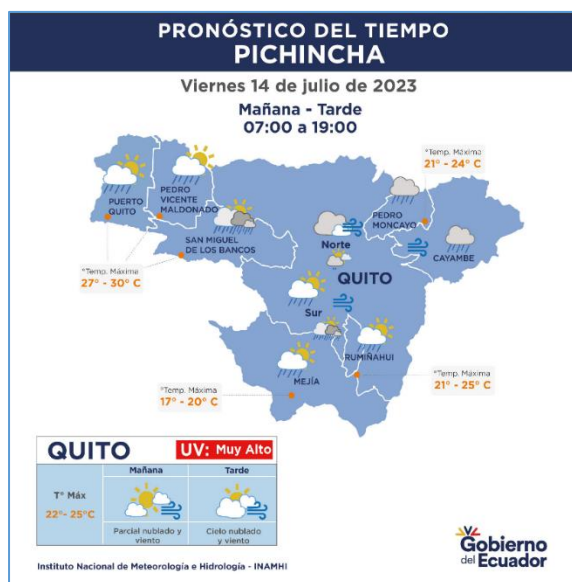 PRONÓSTICO DEL TIEMPO
PICHINCHA
Viernes 14 de julio de 2023
Mañana - Tarde
07:00 a 19:00
*Temp. Máxima
21° - 24° C
PUERTO
QUITO
PEDRO
VICENTE
MALDONADO
SAN MIGUEL
DE LOS BANCOS
PEDRO
MONCAYO
CAYAMBE
Norte
QUITO
Sur
*Temp. Máxima
27° - 30° C
RUMIÑAHUI
MEJÍA
*Temp. Máxima
21° - 25° C
*Temp. Máxima
17° - 20° C
QUITO
UV: Muy Alto
Mañana
Tarde
T° Máx
22°- 25°C
Parcial nublado y
viento
Cielo nublado
y viento
Instituto Nacional de Meteorología e Hidrología - INAMHI
Gobierno
del Ecuador